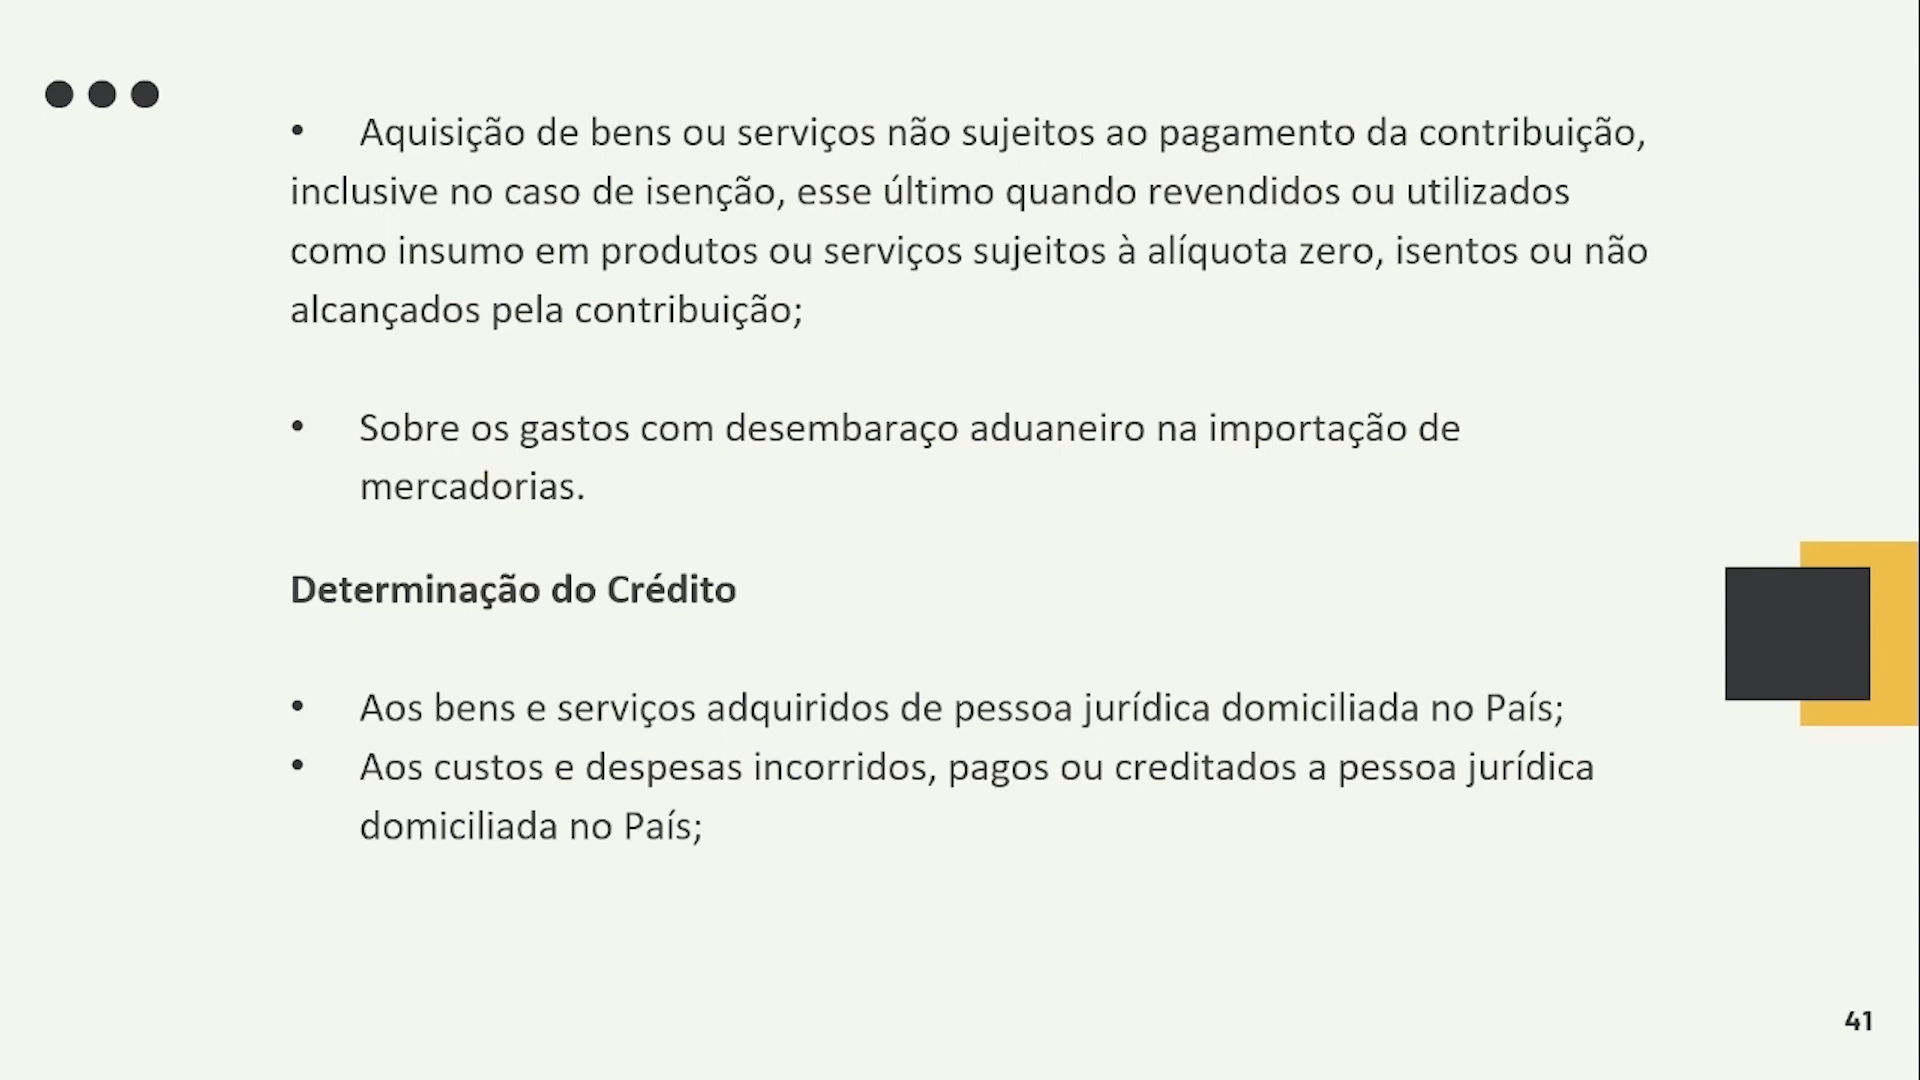 • Aquisição de bens ou serviços não sujeitos ao pagamento da contribuição,
inclusive no caso de isenção, esse último quando revendidos ou utilizados
como insumo em produtos ou serviços sujeitos à alíquota zero, isentos ou não
alcançados pela contribuição;
• Sobre os gastos com desembaraço aduaneiro na importação de
mercadorias.
Determinação do Crédito
• Aos bens e serviços adquiridos de pessoa jurídica domiciliada no País;
• Aos custos e despesas incorridos, pagos ou creditados a pessoa jurídica
domiciliada no País;
41